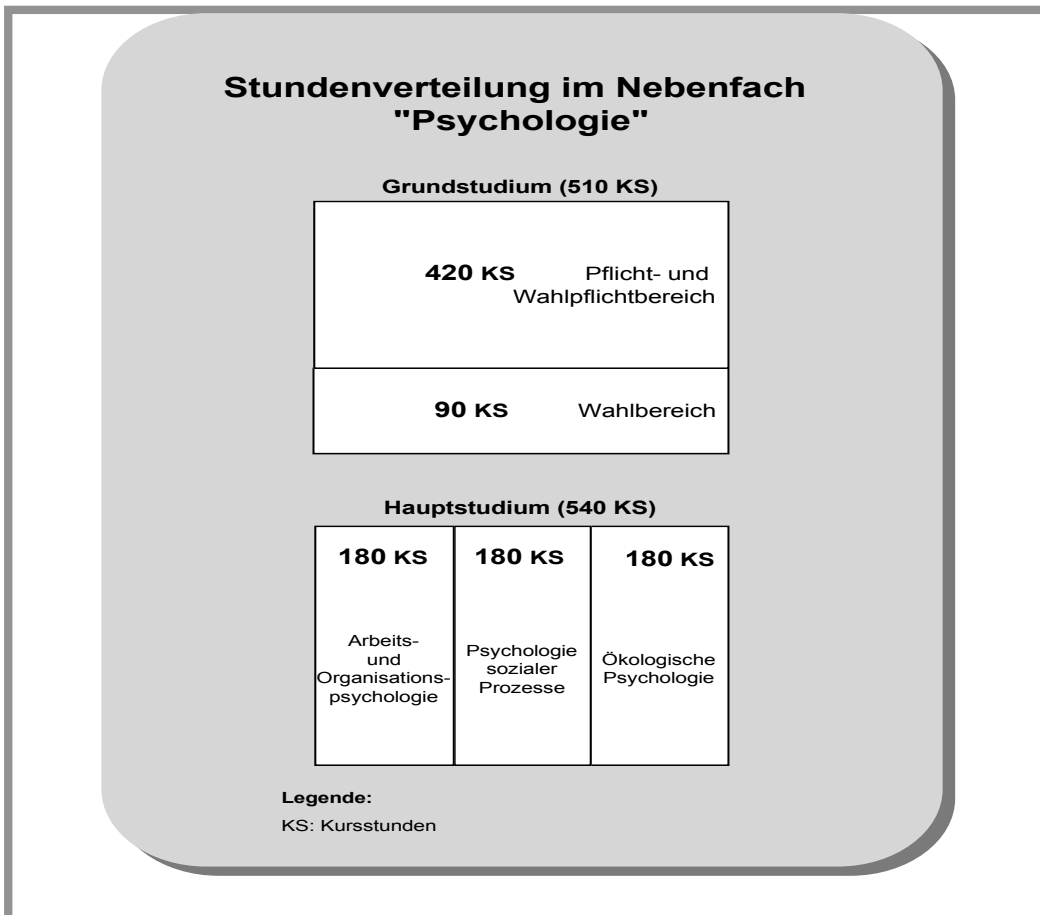 Stundenverteilung im Nebenfach
"Psychologie"
Grundstudium (510 KS)
420 KS Pflicht- und
Wahlpflichtbereich
90 KS Wahlbereich
Hauptstudium (540 KS)
180 KS
Arbeits-
und
Organisations-
psychologie
180 KS
Psychologie
sozialer
Prozesse
180 KS
Ökologische
Psychologie
Legende:
KS: Kursstunden